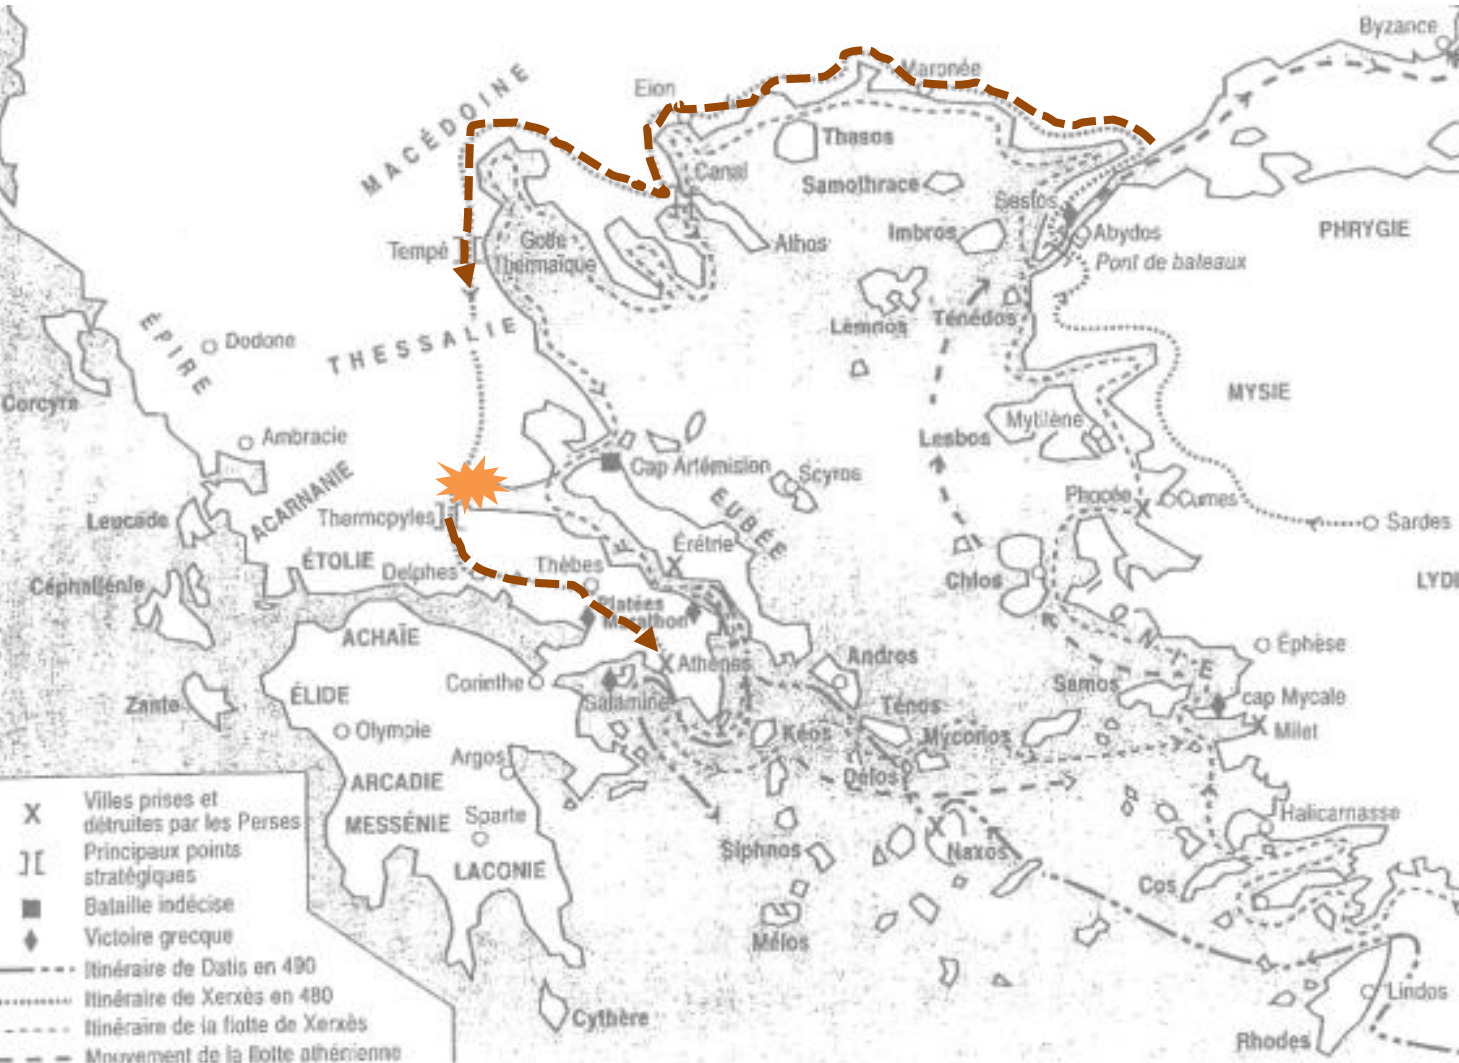 Byzance
MACÉDOINE
Eion
Maronée
Thasos
Canal
Samothrace
Sestos
PHRYGIE
Imbros
Abydos
Athos
Tempé
Golfe
Thermaïque
Pont de bateaux
ÉPIRE
Dodone
THESSALIE
Lemnos
Ténédos
Corcyre
MYSIE
Mytilène
Ambracie
Lesbos
Cap Artémision
Scyros
ACARNANIE
EUBÉE
Phocée
Cumes
Leucade
Thermopyles
Sardes
Érétrie
ÉTOLIE
Delphes
Thèbes
Céphallénie
Chios
LYDI
Platées
Marathon
ACHAÏE
IONIE
Éphèse
Andros
Athènes
Corinthe
ÉLIDE
Samos
cap Mycale
Zante
Salamine
Ténos
Olympie
Kéos
Myconos
Milet
Argos
ARCADIE
Délos
MESSÉNIE
Sparte
Halicarnasse
Siphnos
Naxos
LACONIE
Cos
Mélos
Lindos
Cythère
Rhodes
X Villes prises et
détruites par les Perses
Principaux points
stratégiques
Bataille indécise
Victoire grecque
Itinéraire de Datis en 490
Itinéraire de Xerxès en 480
Itinéraire de la flotte de Xerxès
Mouvement de la flotte athénienne